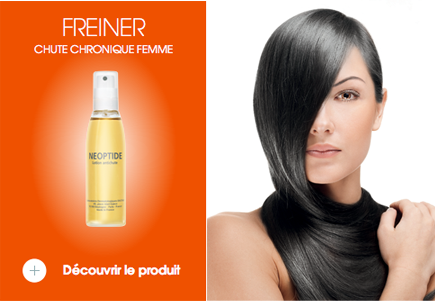 FREINER
CHUTE CHRONIQUE FEMME
NEOPTIDE
+
Découvrir le produit